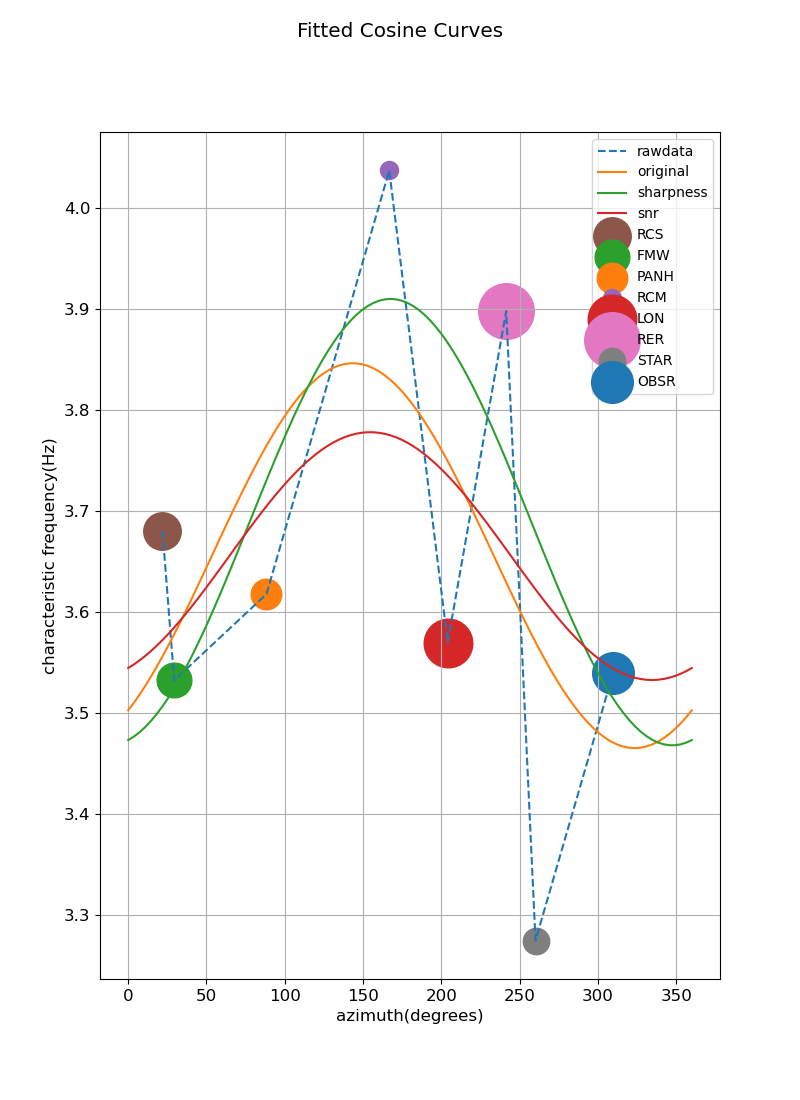 Fitted Cosine Curves
rawdata
original
sharpness
snr
RCS
FMW
PANH
RCM
LON
RER
STAR
OBSR
4.0
3.9
3.8
3.7
3.6
3.5
3.4
3.3
characteristic frequency(Hz)
0 50 100 150 200 250 300 350
azimuth(degrees)